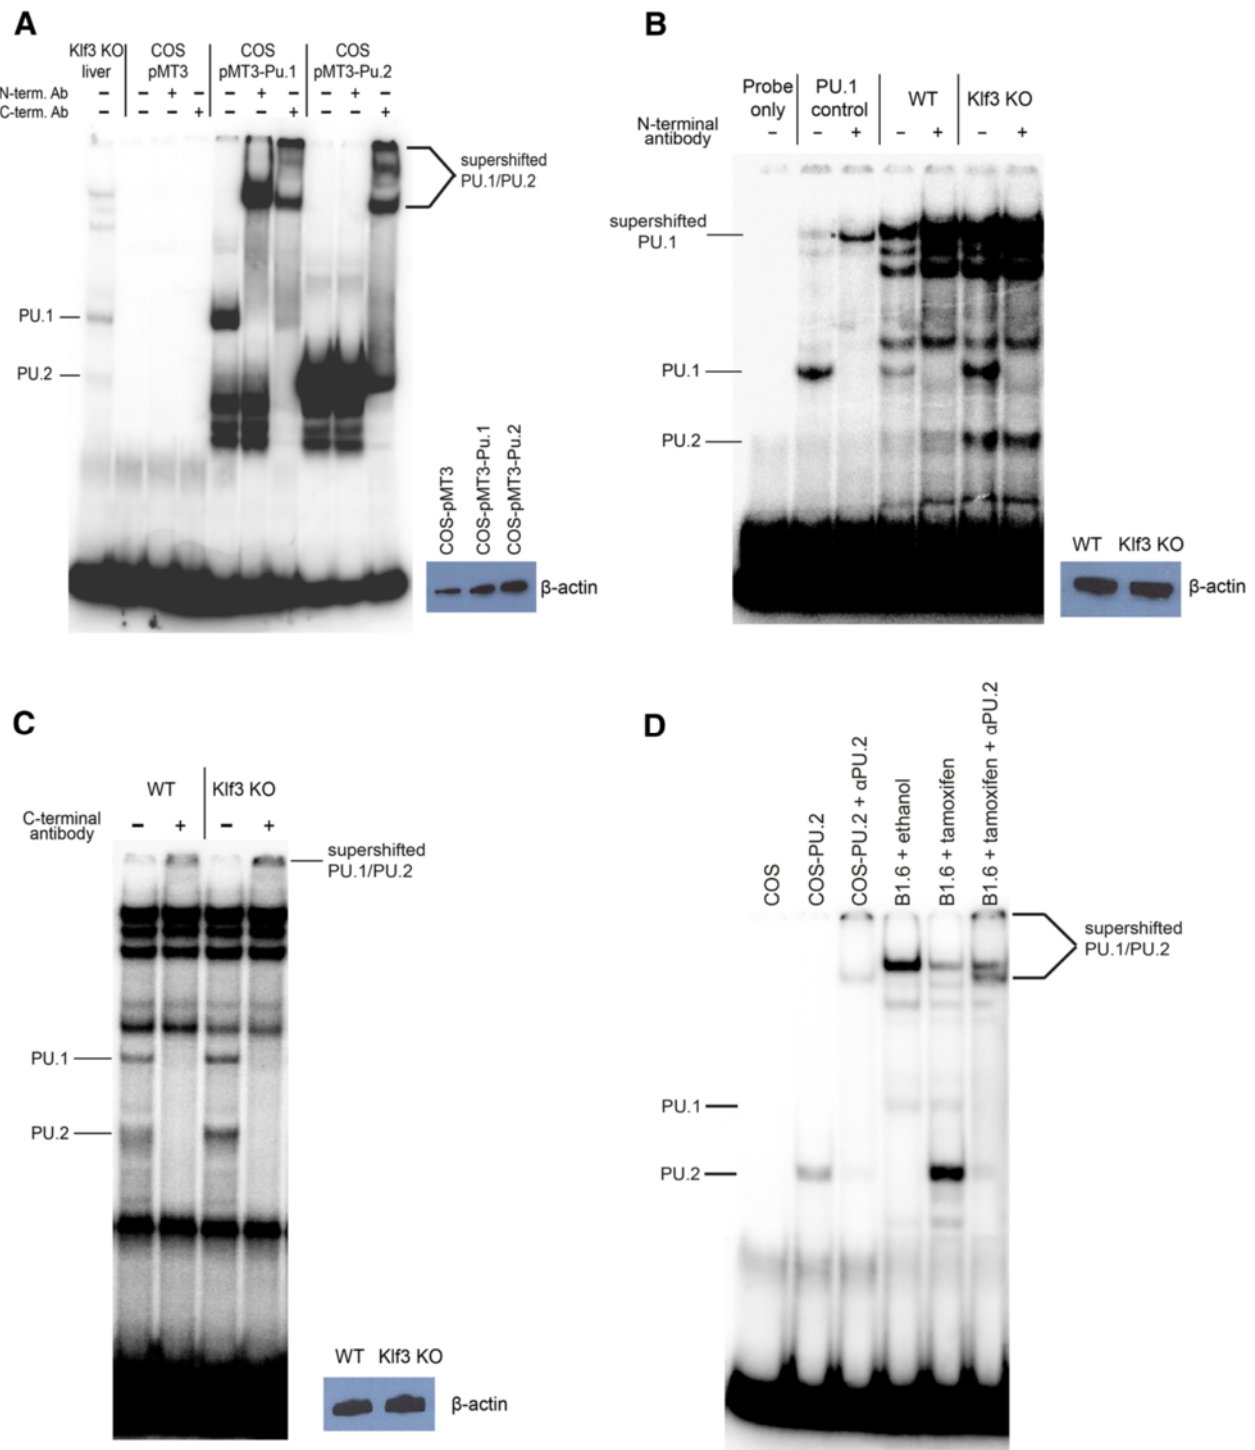 A
Klf3 KO COS COS COS
liver pMT3 pMT3-Pu.1 pMT3-Pu.2
N-term. Ab – – + – – + – – + –
C-term. Ab – – – + – – + – – +
supershifted
PU.1/PU.2
PU.1
PU.2
COS-pMT3
COS-pMT3-Pu.1
COS-pMT3-Pu.2
β-actin
B
Probe only
PU.1 control
WT
Klf3 KO
N-terminal
antibody
– – + – + – +
supershifted
PU.1
PU.1
PU.2
WT Klf3 KO
β-actin
C
WT Klf3 KO
C-terminal
antibody
– + – +
supershifted
PU.1/PU.2
PU.1
PU.2
WT Klf3 KO
β-actin
D
COS
COS-PU.2
COS-PU.2 + αPU.2
B1.6 + ethanol
B1.6 + tamoxifen
B1.6 + tamoxifen + αPU.2
supershifted
PU.1/PU.2
PU.1
PU.2